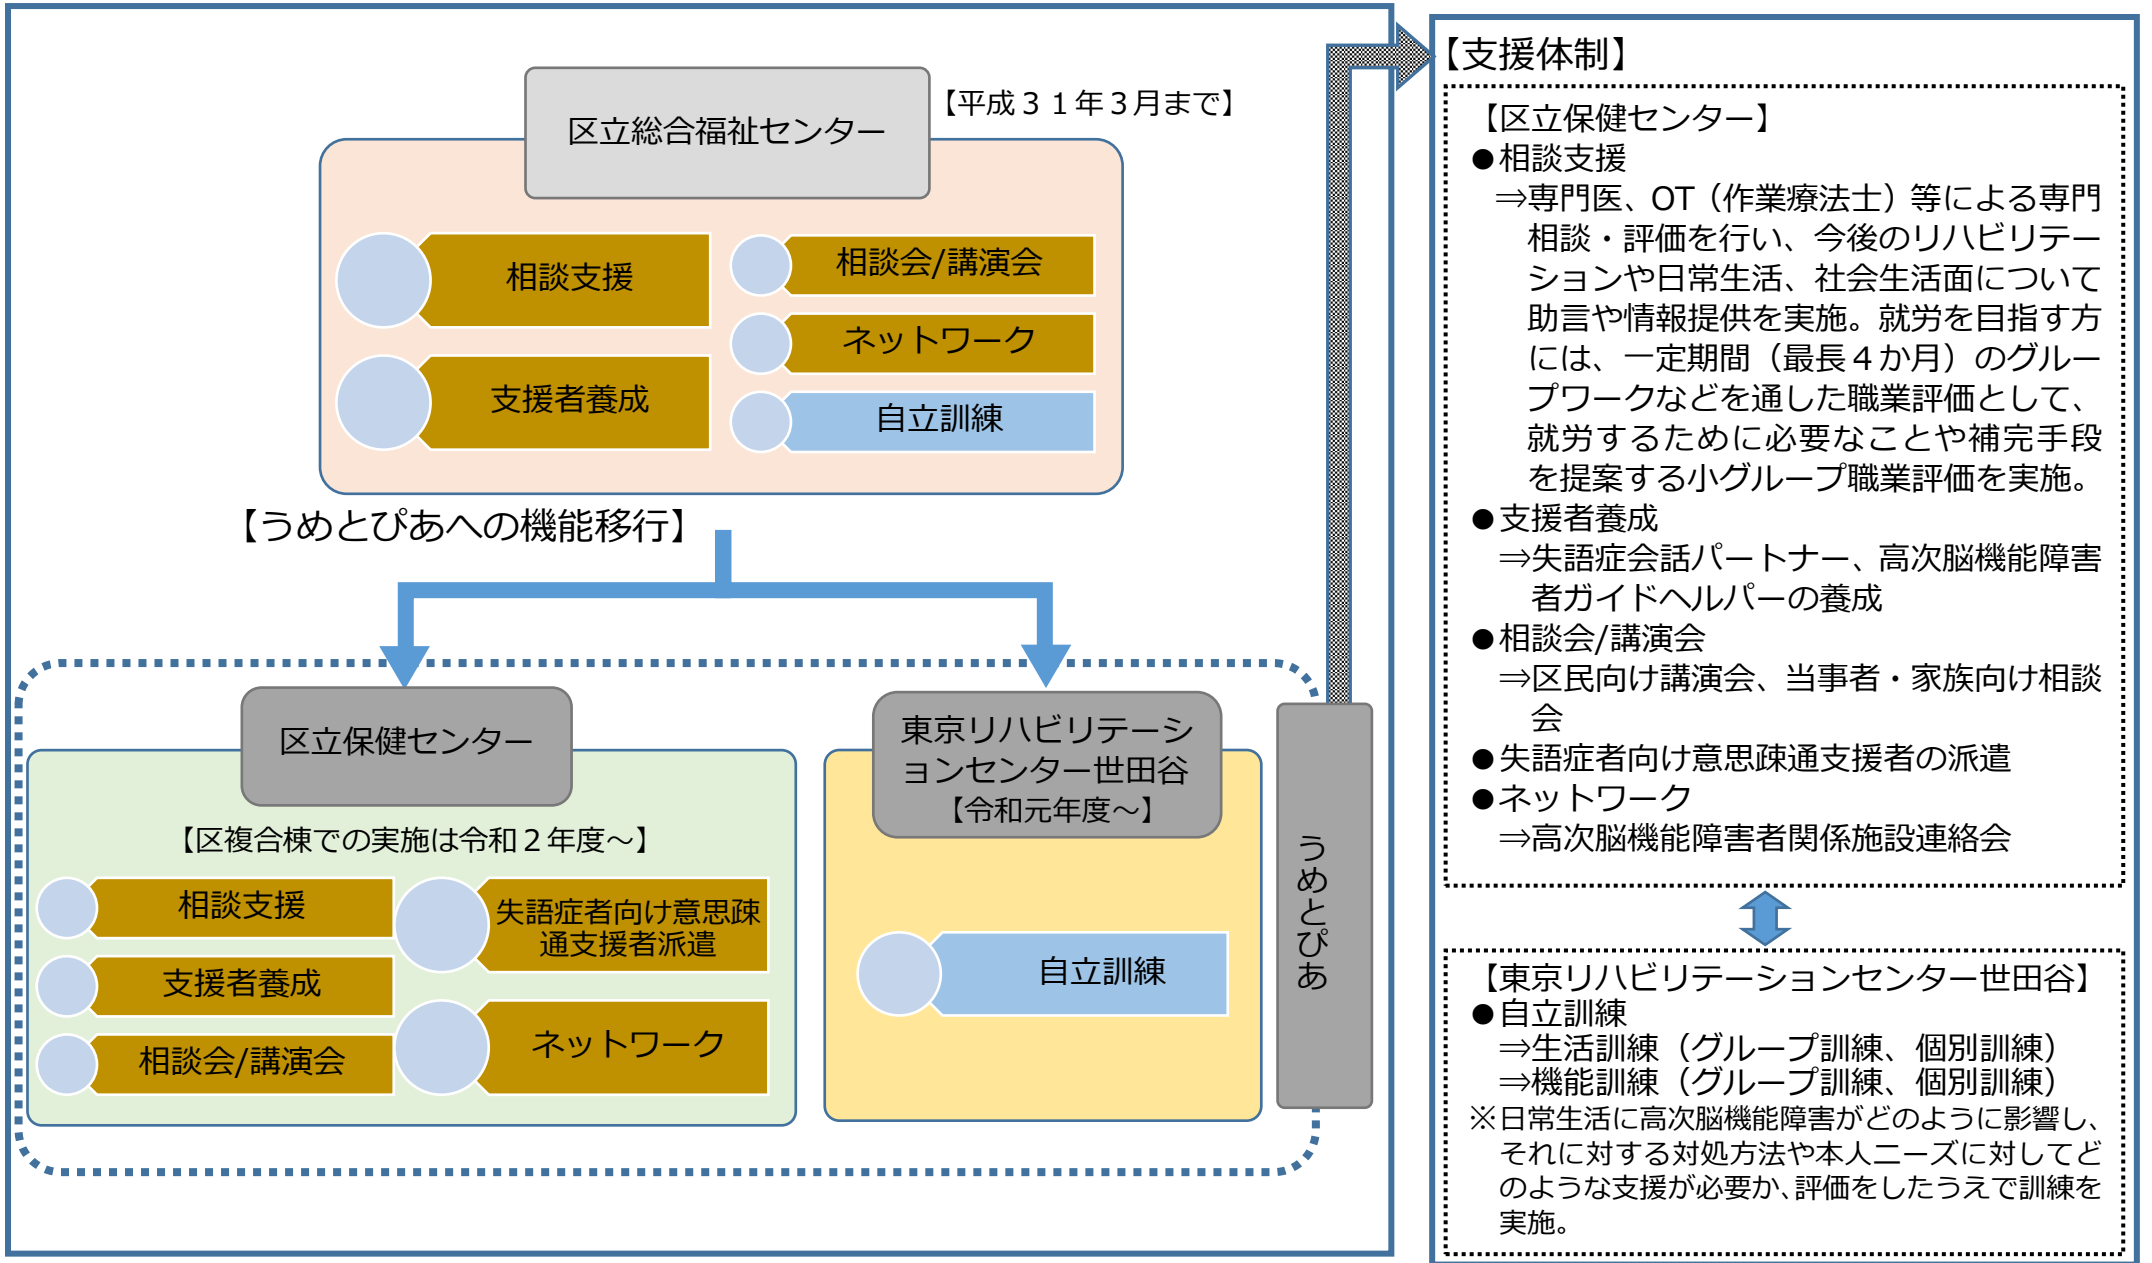 区立総合福祉センター
【平成３１年３月まで】
相談支援
支援者養成
相談会/講演会
ネットワーク
自立訓練
【うめとぴあへの機能移行】
区立保健センター
【区複合棟での実施は令和２年度～】
相談支援
支援者養成
相談会/講演会
失語症者向け意思疎
通支援者派遣
ネットワーク
東京リハビリテーシ
ョンセンター世田谷
【令和元年度～】
自立訓練
うめとぴあ
【支援体制】
【区立保健センター】
●相談支援
⇒専門医、OT（作業療法士）等による専門
相談・評価を行い、今後のリハビリテー
ションや日常生活、社会生活面について
助言や情報提供を実施。就労を目指す方
には、一定期間（最長４か月）のグルー
プワークなどを通した職業評価として、
就労するために必要なことや補完手段
を提案する小グループ職業評価を実施。
●支援者養成
⇒失語症会話パートナー、高次脳機能障害
者ガイドヘルパーの養成
●相談会/講演会
⇒区民向け講演会、当事者・家族向け相談
会
●失語症者向け意思疎通支援者の派遣
●ネットワーク
⇒高次脳機能障害者関係施設連絡会
【東京リハビリテーションセンター世田谷】
●自立訓練
⇒生活訓練（グループ訓練、個別訓練）
⇒機能訓練（グループ訓練、個別訓練）
※日常生活に高次脳機能障害がどのように影響し、
それに対する対処方法や本人ニーズに対してど
のような支援が必要か、評価をしたうえで訓練を
実施。